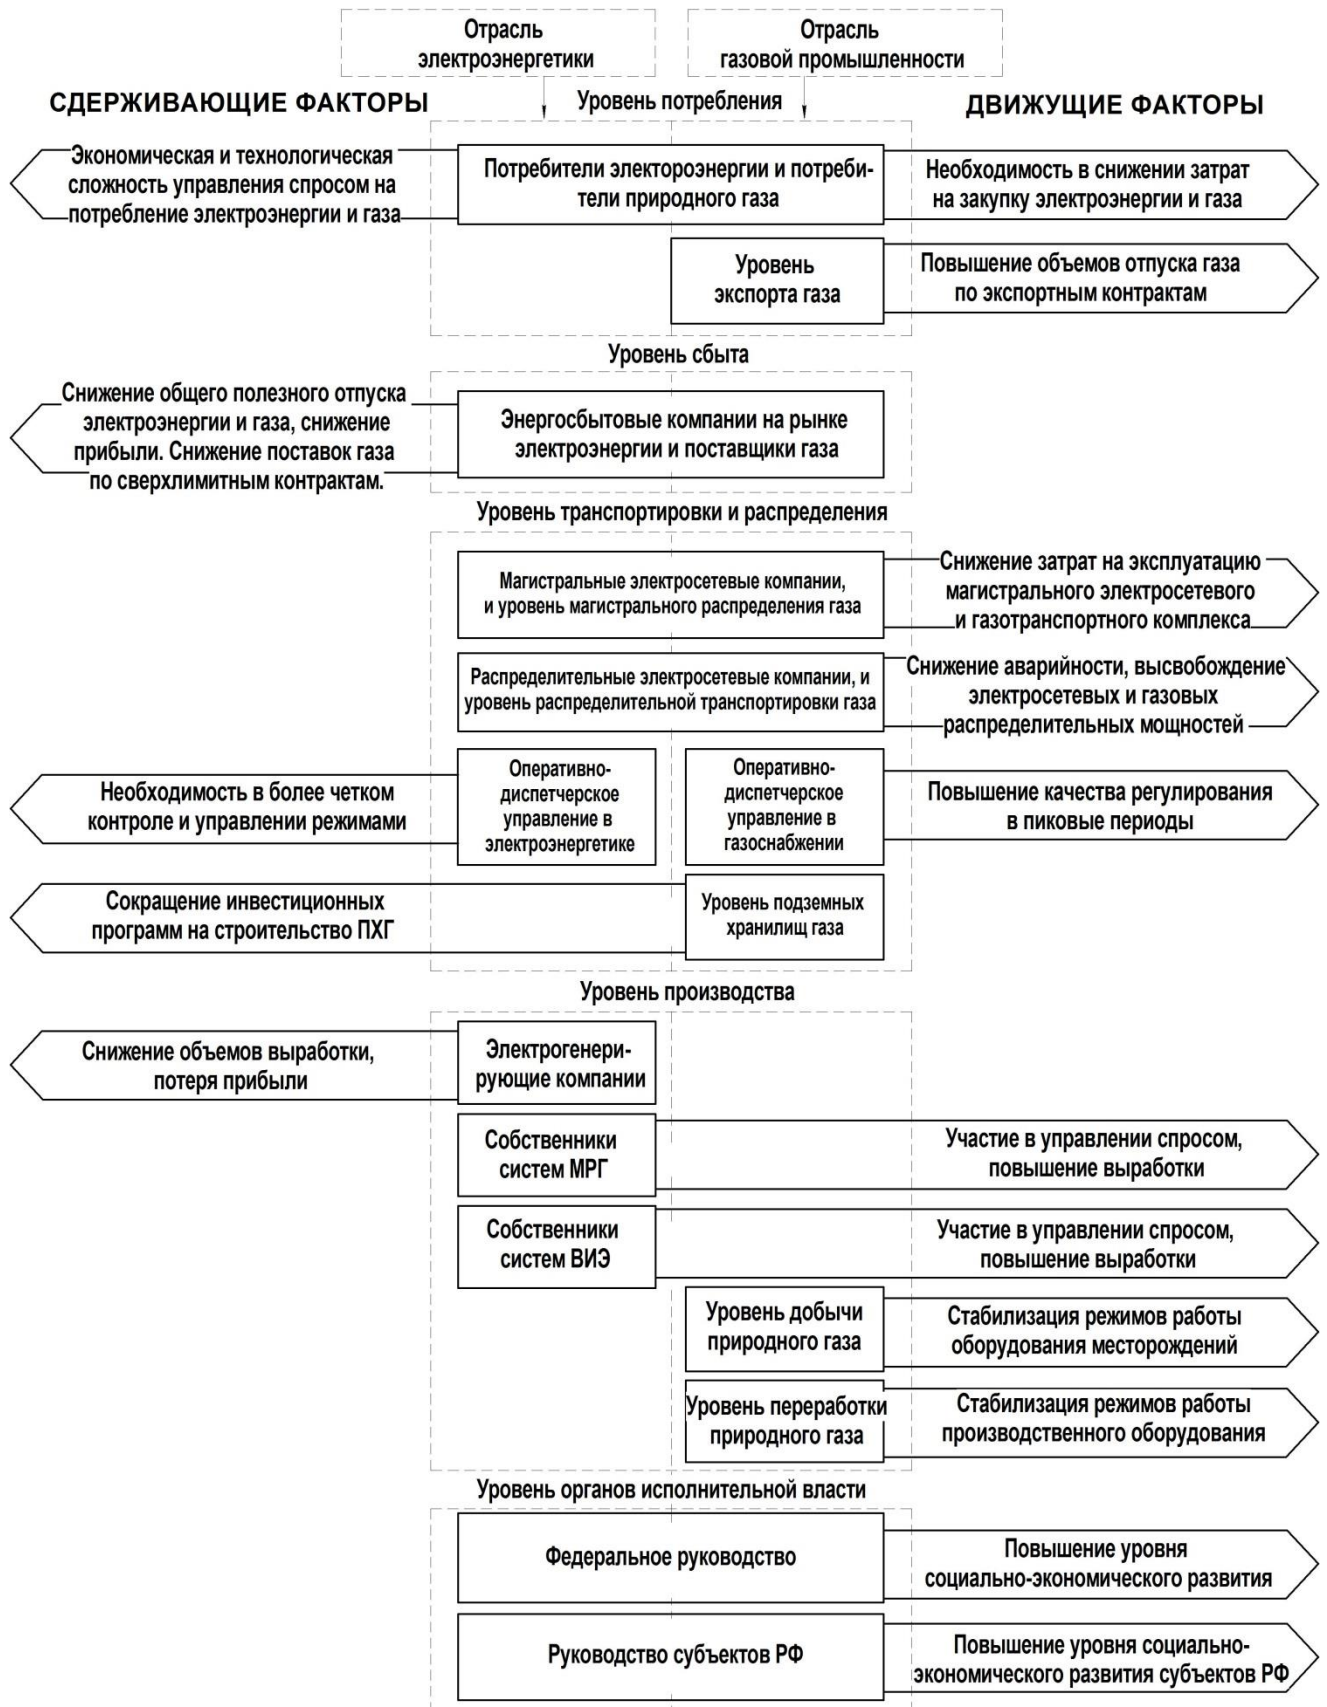 Отрасль
электроэнергетики
Отрасль
газовой промышленности
СДЕРЖИВАЮЩИЕ ФАКТОРЫ
Уровень потребления
ДВИЖУЩИЕ ФАКТОРЫ
Экономическая и технологическая
сложность управления спросом на
потребление электроэнергии и газа
Потребители электороэнергии и потреби-
тели природного газа
Необходимость в снижении затрат
на закупку электроэнергии и газа
Уровень
экспорта газа
Повышение объемов отпуска газа
по экспортным контрактам
Уровень сбыта
Снижение общего полезного отпуска
электроэнергии и газа, снижение
прибыли. Снижение поставок газа
по сверхлимитным контрактам.
Энергосбытовые компании на рынке
электроэнергии и поставщики газа
Уровень транспортировки и распределения
Магистральные электросетевые компании,
и уровень магистрального распределения газа
Снижение затрат на эксплуатацию
магистрального электросетевого
и газотранспортного комплекса
Распределительные электросетевые компании, и
уровень распределительной транспортировки газа
Снижение аварийности, высвобождение
электросетевых и газовых
распределительных мощностей
Необходимость в более четком
контроле и управлении режимами
Оперативно-
диспетчерское
управление в
электроэнергетике
Оперативно-
диспетчерское
управление в
газоснабжении
Повышение качества регулирования
в пиковые периоды
Сокращение инвестиционных
программ на строительство ПХГ
Уровень подземных
хранилищ газа
Уровень производства
Снижение объемов выработки,
потеря прибыли
Электрогенери-
рующие компании
Собственники
систем МРГ
Участие в управлении спросом,
повышение выработки
Собственники
систем ВИЭ
Участие в управлении спросом,
повышение выработки
Уровень добычи
природного газа
Стабилизация режимов работы
оборудования месторождений
Уровень переработки
природного газа
Стабилизация режимов работы
производственного оборудования
Уровень органов исполнительной власти
Федеральное руководство
Повышение уровня
социально-экономического развития
Руководство субъектов РФ
Повышение уровня социально-
экономического развития субъектов РФ